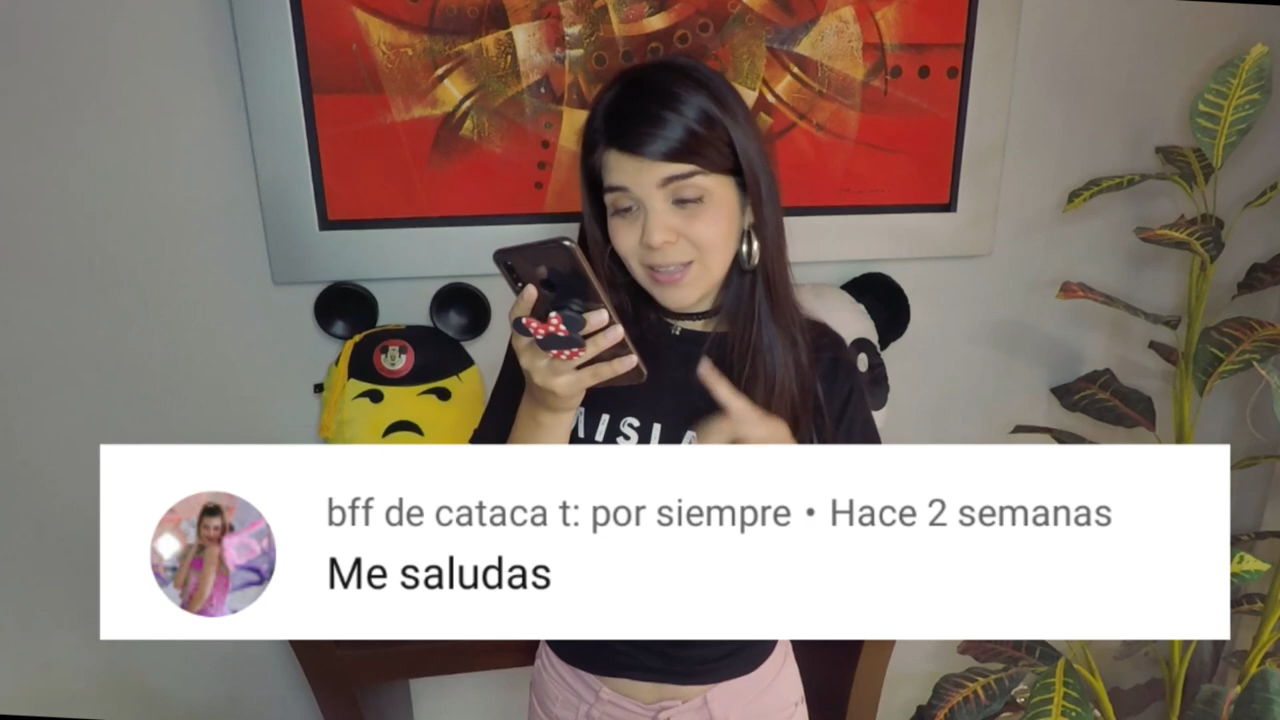 bff de cataca t: por siempre • Hace 2 semanas
Me saludas